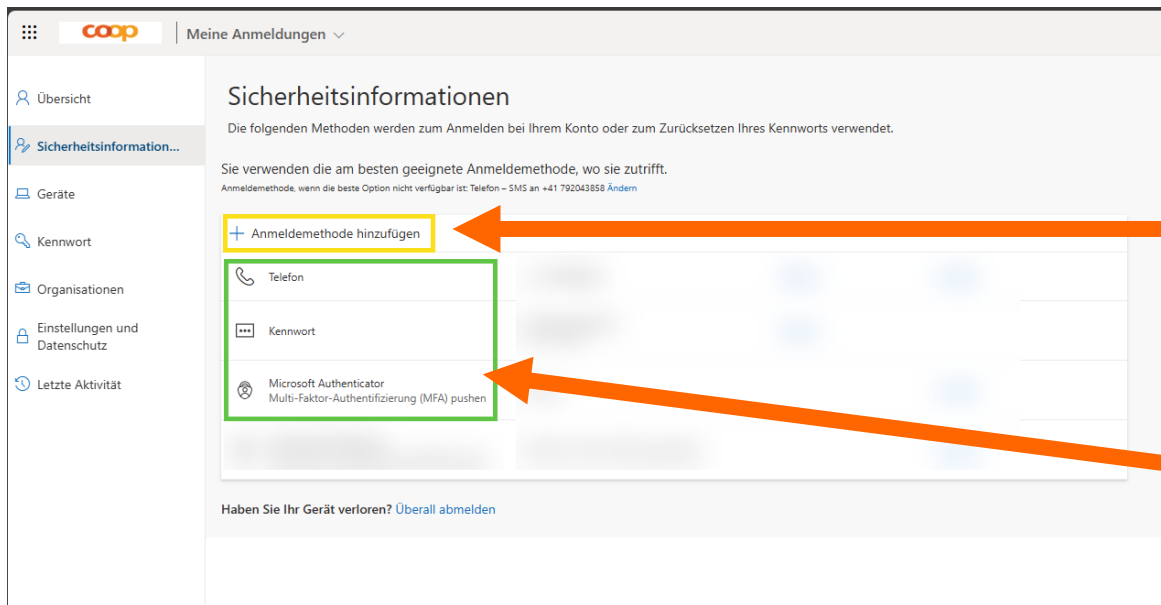 coop
Meine Anmeldungen
Übersicht
Sicherheitsinformation...
Geräte
Kennwort
Organisationen
Einstellungen und
Datenschutz
Letzte Aktivität
Sicherheitsinformationen
Die folgenden Methoden werden zum Anmelden bei Ihrem Konto oder zum Zurücksetzen Ihres Kennworts verwendet.
Sie verwenden die am besten geeignete Anmeldemethode, wo sie zutrifft.
Anmeldemethode, wenn die beste Option nicht verfügbar ist: Telefon – SMS an +41 792043858 Ändern
Anmeldemethode hinzufügen
Telefon
Kennwort
Microsoft Authenticator
Multi-Faktor-Authentifizierung (MFA) pushen
Haben Sie Ihr Gerät verloren? Überall abmelden